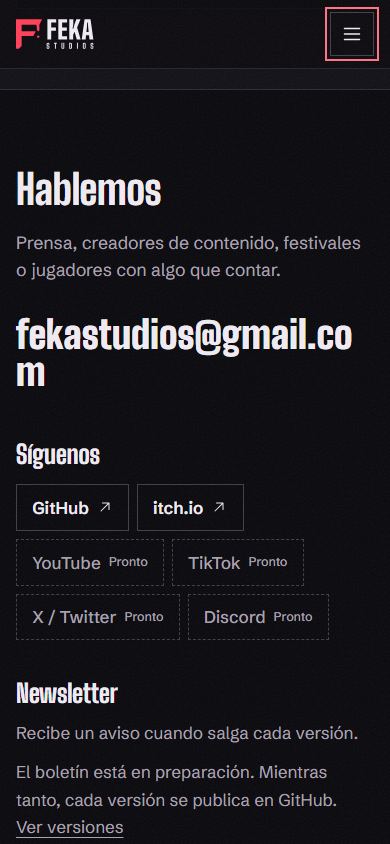 FEKA
STUDIOS
Hablemos
Prensa, creadores de contenido, festivales
o jugadores con algo que contar.
fekastudios@gmail.co
m
Síguenos
GitHub ↗ itch.io ↗
YouTube Pronto TikTok Pronto
X / Twitter Pronto Discord Pronto
Newsletter
Recibe un aviso cuando salga cada versión.
El boletín está en preparación. Mientras
tanto, cada versión se publica en GitHub.
Ver versiones